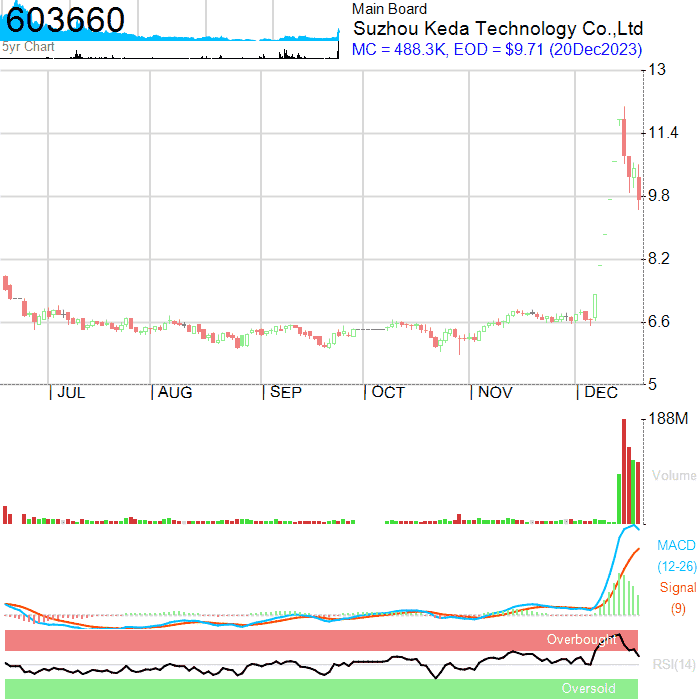 603660
5yr Chart
Main Board
Suzhou Keda Technology Co.,Ltd
MC = 488.3K, EOD = $9.71 (20Dec2023)
13
11.4
9.8
8.2
6.6
5
JUL AUG SEP OCT NOV DEC
188M
Volume
MACD
(12-26)
Signal
(9)
Overbought
RSI(14)
Oversold